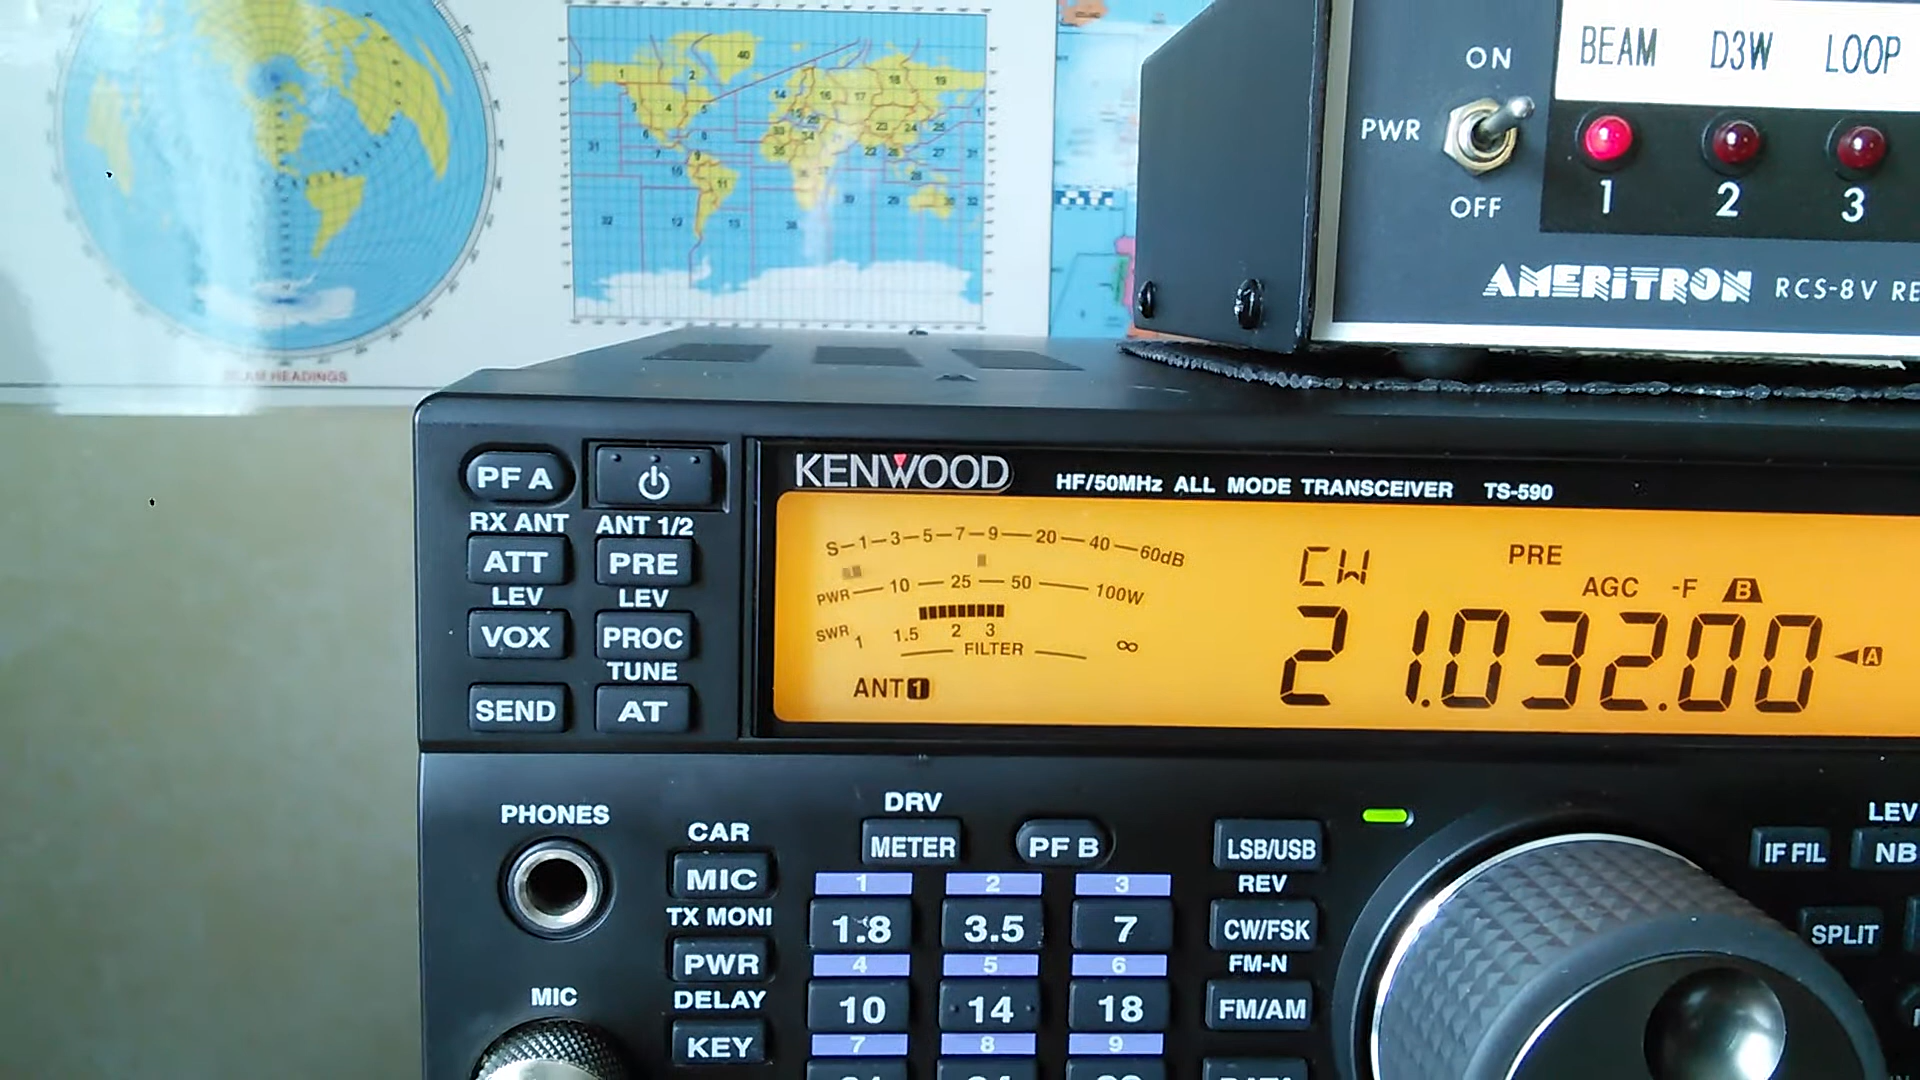 BEAM HEADINGS
ON
PWR
OFF
BEAM D3W LOOP
1 2 3
AMERITRON RCS-8V RE
PF A
RX ANT ANT 1/2
ATT PRE
LEV LEV
VOX PROC
TUNE
SEND AT
KENWOOD HF/50MHz ALL MODE TRANSCEIVER TS-590
S 1 3 5 7 9 20 40 60dB
PWR 10 25 50 100W
SWR 1 1.5 2 3 ∞
FILTER
ANT 1
CW PRE
AGC -F B
21.032.00 A
PHONES
MIC
CAR
MIC
TX MONI
PWR
DELAY
KEY
DRV
METER PF B
1 2 3
1.8 3.5 7
4 5 6
10 14 18
7 8 9
LSB/USB
REV
CW/FSK
FM-N
FM/AM
LEV
IF FIL NB
SPLIT